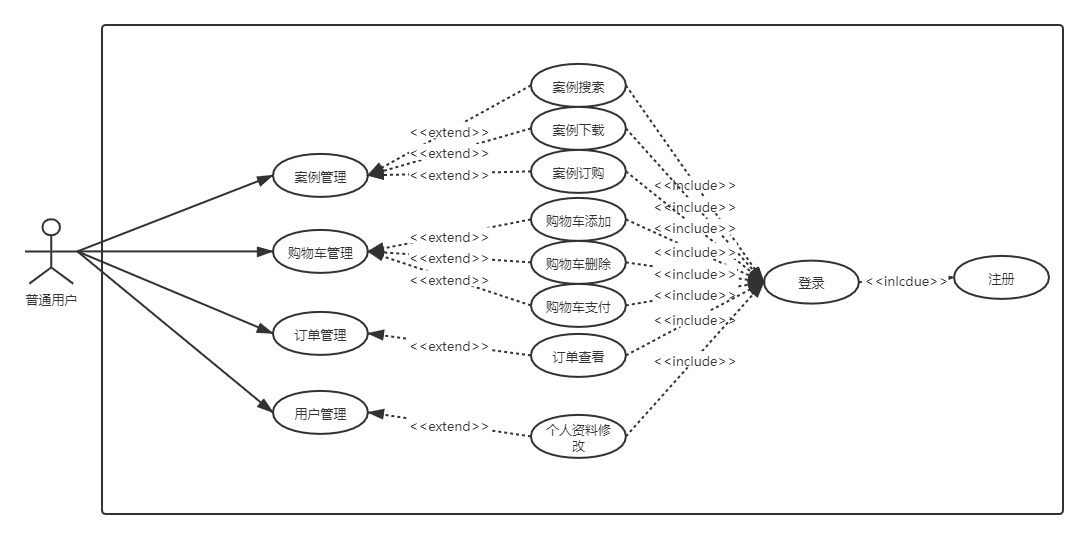 案例搜索
<<extend>>
案例下载
<<extend>>
案例管理
<<extend>>
案例订购
<<include>>
<<include>>
购物车添加
<<include>>
<<extend>>
购物车管理
<<include>>
<<extend>>
购物车删除
<<include>>
<<extend>>
登录
<<inlcdue>>
注册
普通用户
<<include>>
购物车支付
<<include>>
订单管理
<<extend>>
订单查看
<<include>>
用户管理
<<extend>>
个人资料修
改